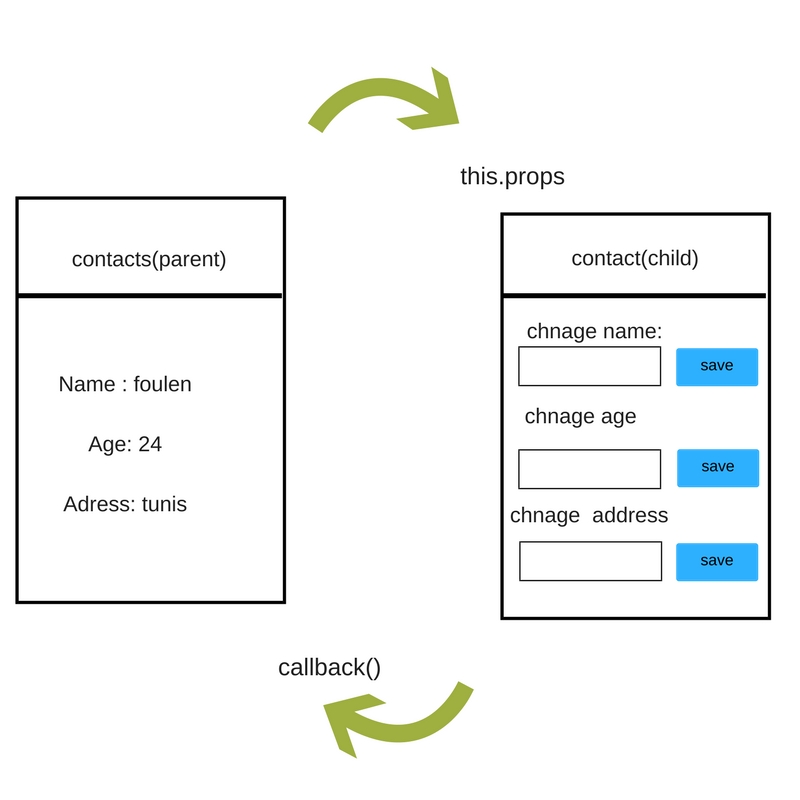 this.props
contacts(parent)
Name : foulen
Age: 24
Adress: tunis
contact(child)
chnage name:
save
chnage age
save
chnage  address
save
callback()